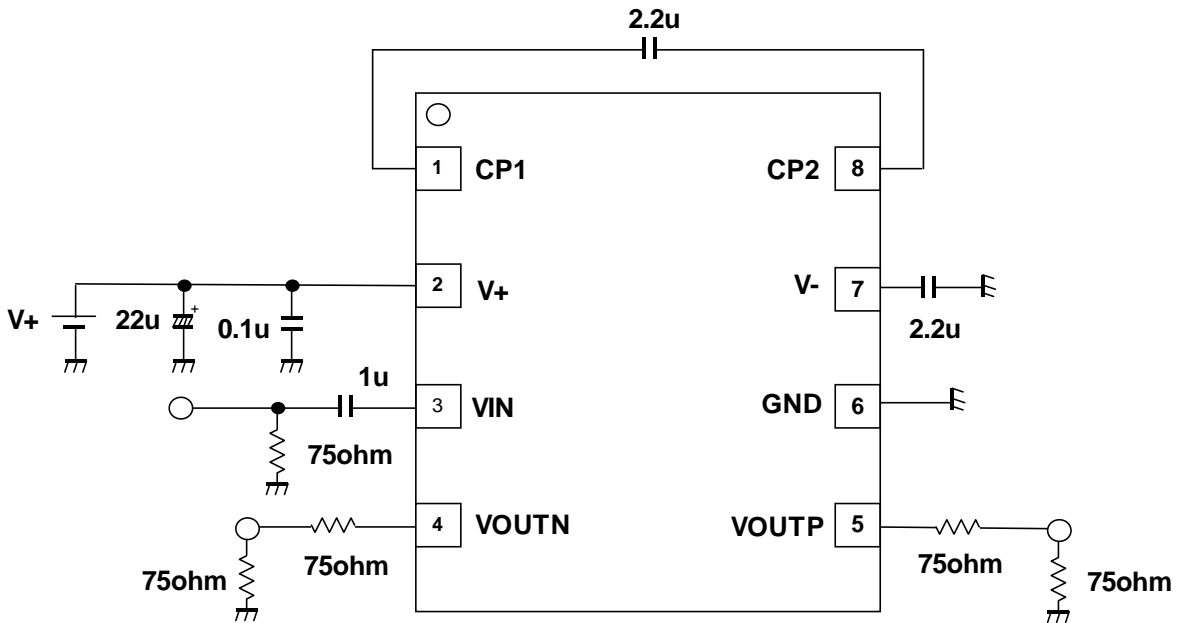 2.2u
1 CP1
CP2 8
V+
22u
+
0.1u
2 V+
V- 7
2.2u
1u
3 VIN
GND 6
75ohm
4 VOUTN
VOUTP 5
75ohm
75ohm
75ohm
75ohm